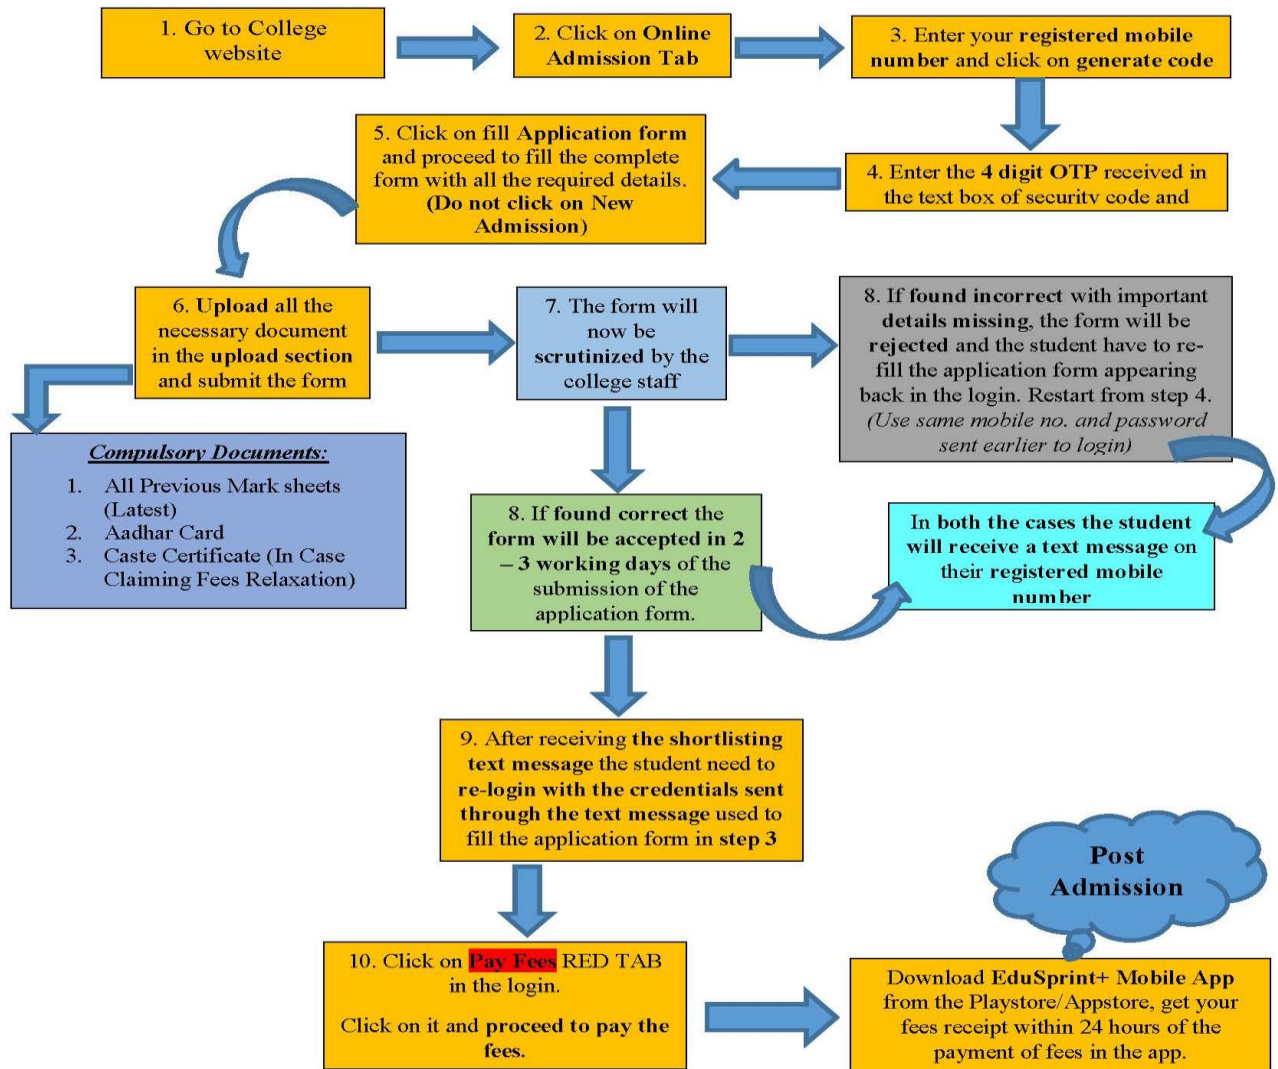 1. Go to College
website
2. Click on Online
Admission Tab
3. Enter your registered mobile
number and click on generate code
4. Enter the 4 digit OTP received in
the text box of security code and
5. Click on fill Application form
and proceed to fill the complete
form with all the required details.
(Do not click on New
Admission)
6. Upload all the
necessary document
in the upload section
and submit the form
7. The form will
now be
scrutinized by the
college staff
8. If found incorrect with important
details missing, the form will be
rejected and the student have to re-
fill the application form appearing
back in the login. Restart from step 4.
(Use same mobile no. and password
sent earlier to login)
Compulsory Documents:
1. All Previous Mark sheets
(Latest)
2. Aadhar Card
3. Caste Certificate (In Case
Claiming Fees Relaxation)
8. If found correct the
form will be accepted in 2
– 3 working days of the
submission of the
application form.
In both the cases the student
will receive a text message on
their registered mobile
number
9. After receiving the shortlisting
text message the student need to
re-login with the credentials sent
through the text message used to
fill the application form in step 3
Post
Admission
10. Click on Pay Fees RED TAB
in the login.
Click on it and proceed to pay the
fees.
Download EduSprint+ Mobile App
from the Playstore/Appstore, get your
fees receipt within 24 hours of the
payment of fees in the app.